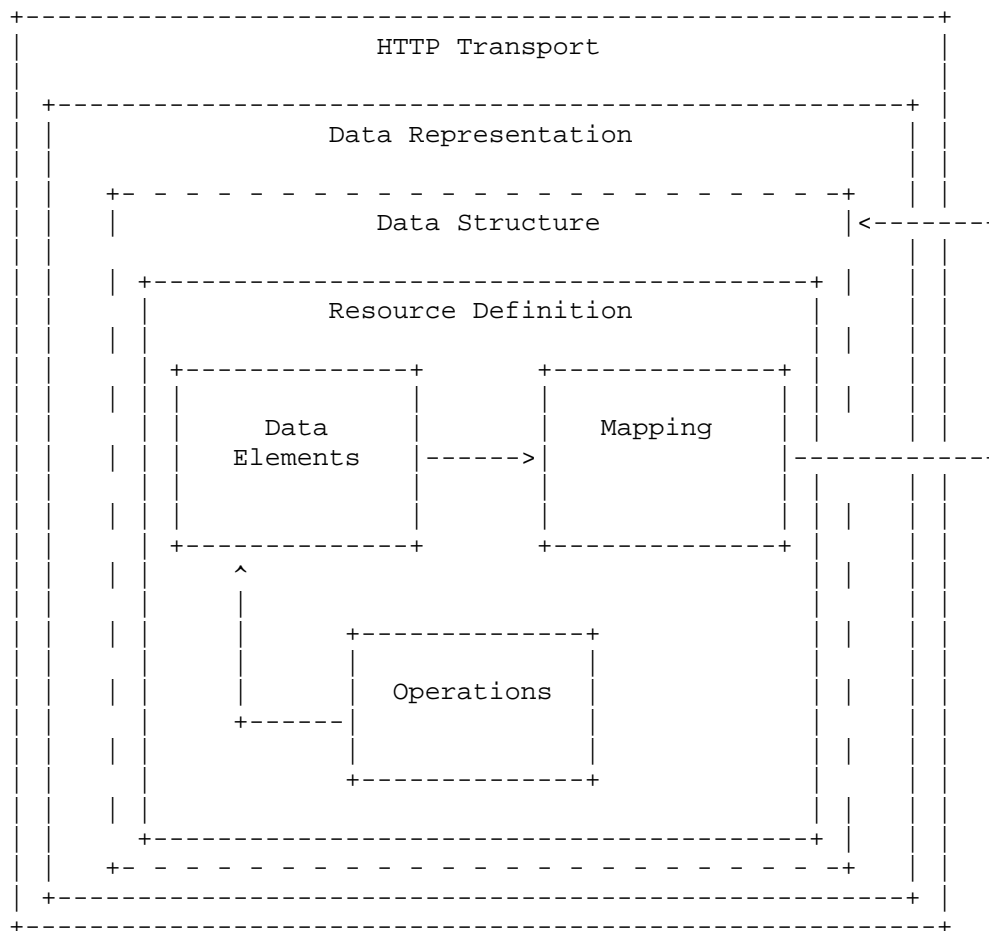 HTTP Transport
Data Representation
Data Structure
Resource Definition
Data
Elements
Mapping
Operations